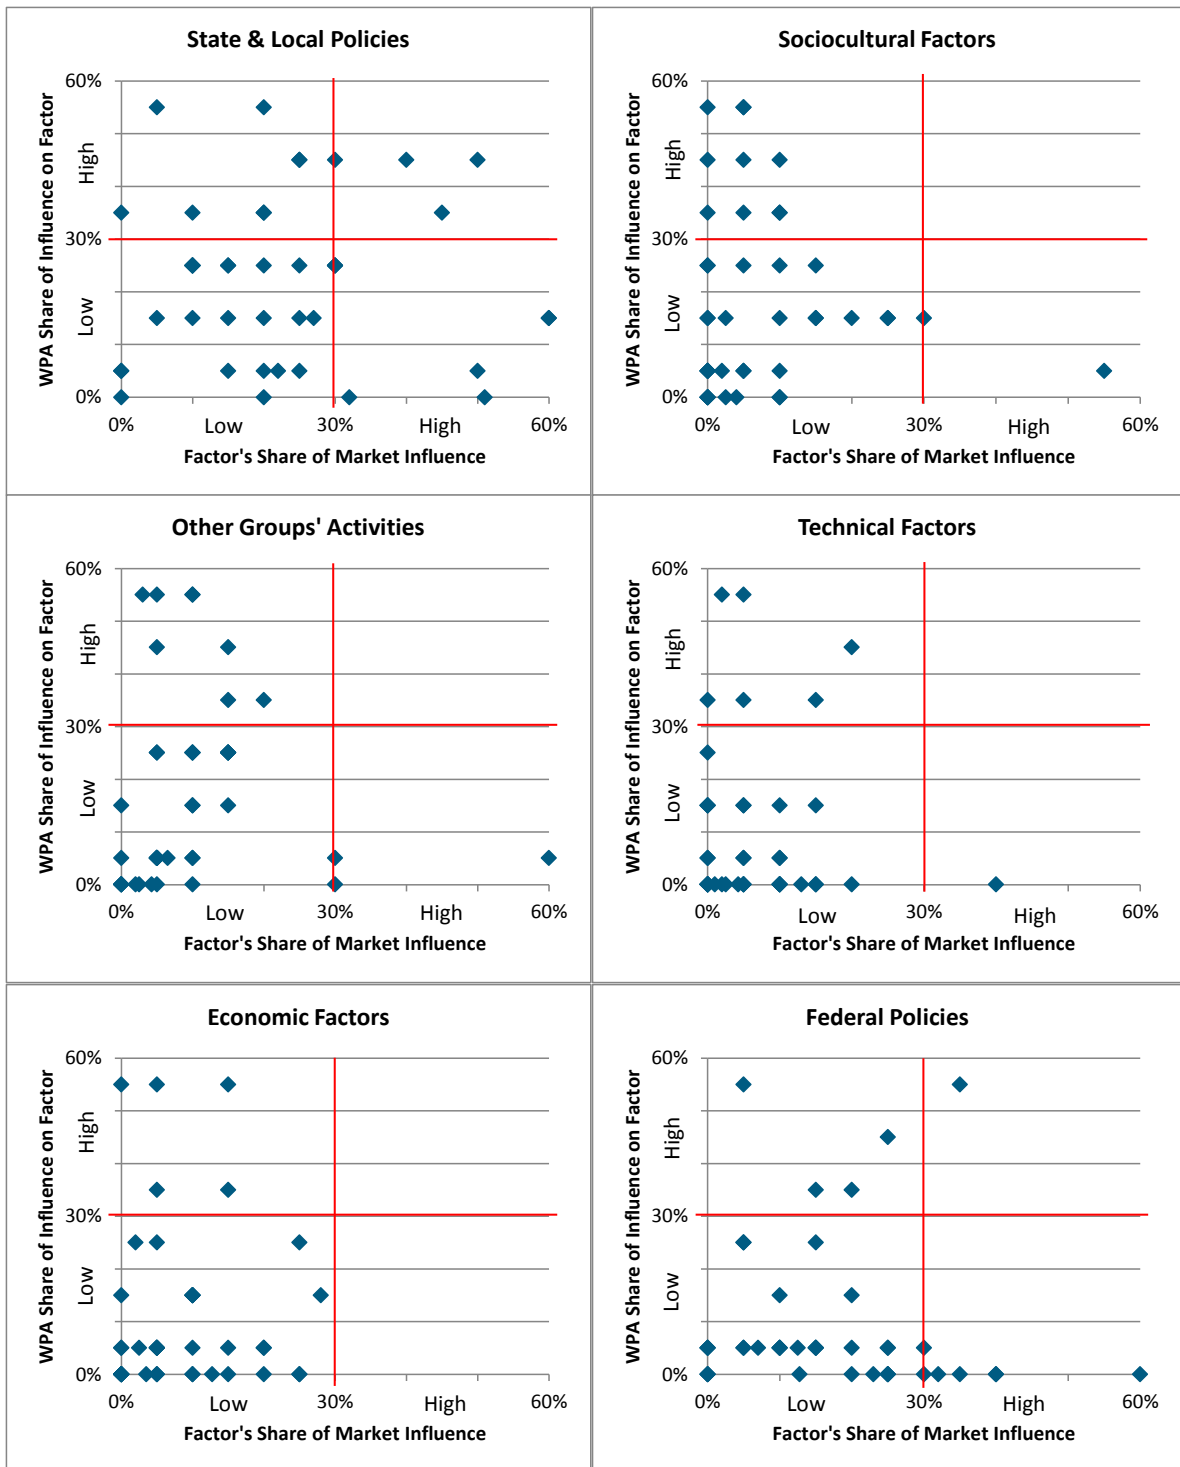 State & Local Policies
WPA Share of Influence on Factor
High
Low
60%
30%
0%
0%
Low
30%
High
60%
Factor's Share of Market Influence
Sociocultural Factors
WPA Share of Influence on Factor
High
Low
60%
30%
0%
0%
Low
30%
High
60%
Factor's Share of Market Influence
Other Groups' Activities
WPA Share of Influence on Factor
High
Low
60%
30%
0%
0%
Low
30%
High
60%
Factor's Share of Market Influence
Technical Factors
WPA Share of Influence on Factor
High
Low
60%
30%
0%
0%
Low
30%
High
60%
Factor's Share of Market Influence
Economic Factors
WPA Share of Influence on Factor
High
Low
60%
30%
0%
0%
Low
30%
High
60%
Factor's Share of Market Influence
Federal Policies
WPA Share of Influence on Factor
High
Low
60%
30%
0%
0%
Low
30%
High
60%
Factor's Share of Market Influence